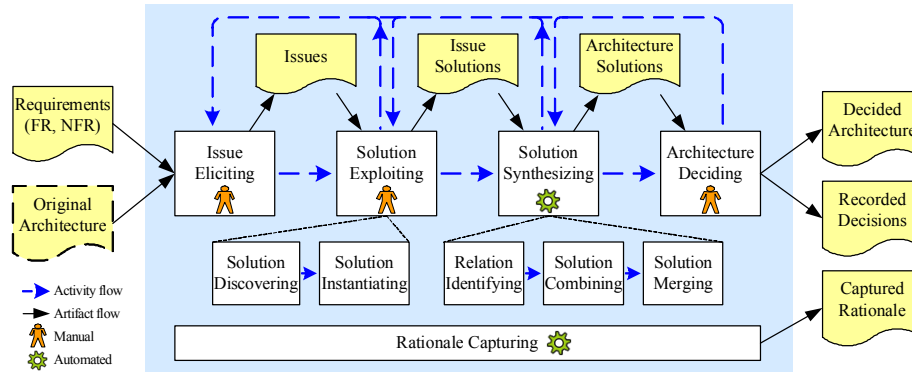 Issues
Issue
Solutions
Architecture
Solutions
Requirements
(FR, NFR)
Original
Architecture
Issue
Eliciting
Solution
Exploiting
Solution
Synthesizing
Architecture
Deciding
Decided
Architecture
Recorded
Decisions
Captured
Rationale
Solution
Discovering
Solution
Instantiating
Relation
Identifying
Solution
Combining
Solution
Merging
Activity flow
Artifact flow
Manual
Automated
Rationale Capturing